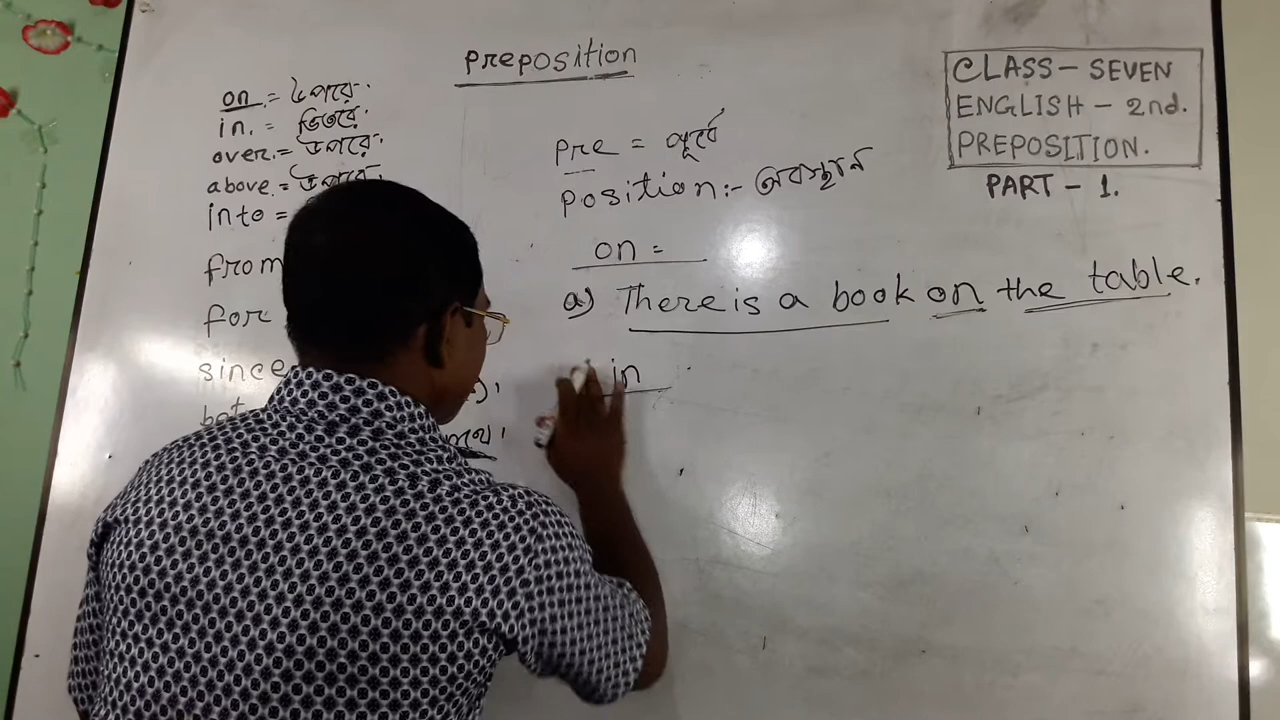 preposition
on = উপরে.
in. = ভিতরে.
over. = উপরে.
above. = উপরে.
into =
from
for
since
bet
pre = পূর্বে
position :- অবস্থান
on =
a) There is a book on the table.
in
CLASS - SEVEN
ENGLISH - 2nd.
PREPOSITION.
PART - 1.